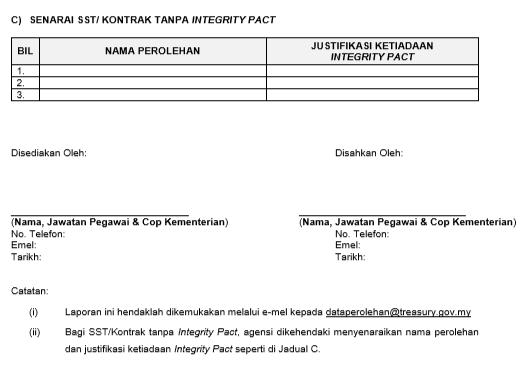 C) SENARAI SST/ KONTRAK TANPA INTEGRITY PACT
BIL NAMA PEROLEHAN JUSTIFIKASI KETIADAAN INTEGRITY PACT
1.
2.
3.
Disediakan Oleh: Disahkan Oleh:
(Nama, Jawatan Pegawai & Cop Kementerian) (Nama, Jawatan Pegawai & Cop Kementerian)
No. Telefon: No. Telefon:
Emel: Emel:
Tarikh: Tarikh:
Catatan:
(i) Laporan ini hendaklah dikemukakan melalui e-mel kepada dataperolehan@treasury.gov.my
(ii) Bagi SST/Kontrak tanpa Integrity Pact, agensi dikehendaki menyenaraikan nama perolehan
dan justifikasi ketiadaan Integrity Pact seperti di Jadual C.